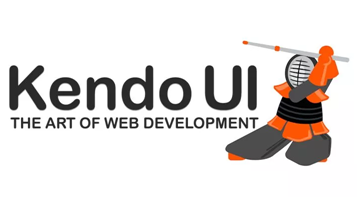 Kendo UI
THE ART OF WEB DEVELOPMENT